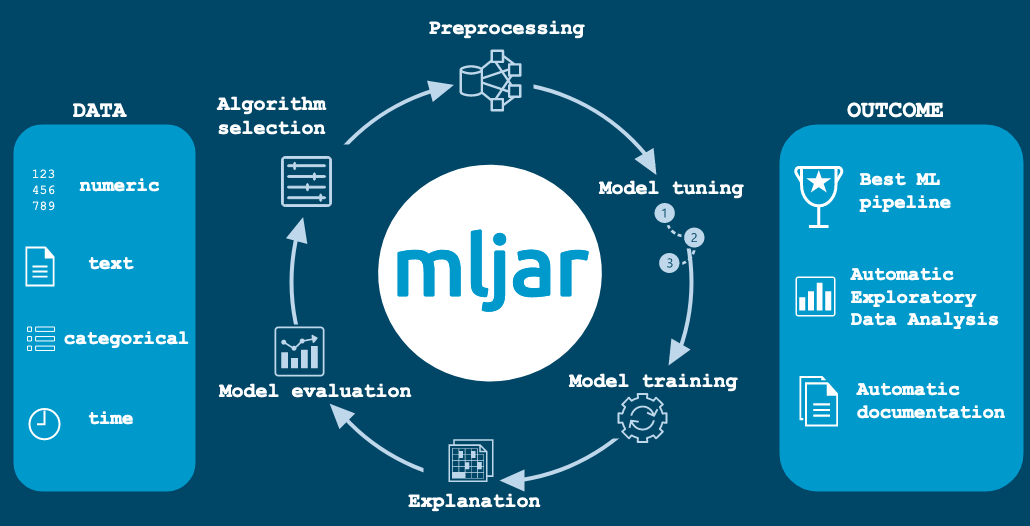 DATA
123
456
789
numeric
text
categorical
time
Preprocessing
Algorithm
selection
Model tuning
1
2
3
mljar
Model training
Model evaluation
Explanation
OUTCOME
Best ML
pipeline
Automatic
Exploratory
Data Analysis
Automatic
documentation